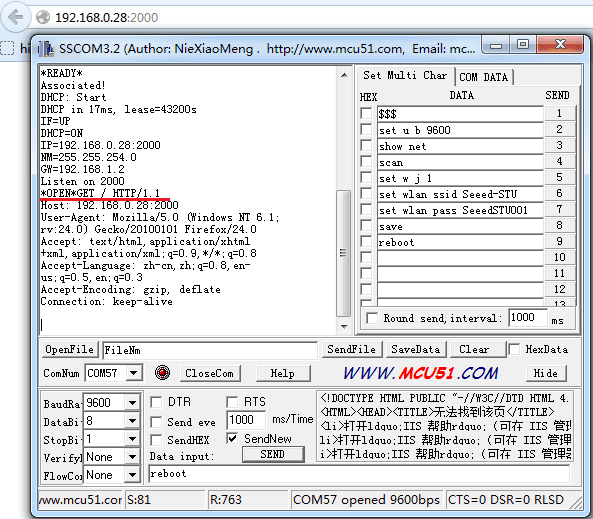 192.168.0.28:2000
SSCOM3.2 (Author: NieXiaoMeng .  http://www.mcu51.com,  Email: mc...
*READY*
Associated!
DHCP: Start
DHCP in 17ms, lease=43200s
IF=UP
DHCP=ON
IP=192.168.0.28:2000
NM=255.255.254.0
GW=192.168.1.2
Listen on 2000
*OPEN*GET / HTTP/1.1
Host: 192.168.0.28:2000
User-Agent: Mozilla/5.0 (Windows NT 6.1;
rv:24.0) Gecko/20100101 Firefox/24.0
Accept: text/html,application/xhtml
+xml,application/xml;q=0.9,*/*;q=0.8
Accept-Language: zh-cn,zh;q=0.8,en-
us;q=0.5,en;q=0.3
Accept-Encoding: gzip, deflate
Connection: keep-alive
Set Multi Char
COM DATA
HEX DATA SEND
$$$ 1
set u b 9600 2
show net 3
scan 4
set w j 1 5
set wlan ssid Seeed-STU 6
set wlan pass SeeedSTU001 7
save 8
reboot 9
10
11
12
13
Round send,interval: 1000 ms
OpenFile FileNm SendFile SaveData Clear HexData
ComNum COM57 CloseCom Help WWW.MCU51.COM Hide
BaudRa 9600 DTR RTS
DataBi 8 Send eve 1000 ms/Time
StopBi 1 SendHEX SendNew
Verify None Data input: SEND
FlowCo None reboot
<!DOCTYPE HTML PUBLIC "-//W3C//DTD HTML 4.
<HTML><HEAD><TITLE>无法找到该页</TITLE>
<li>打开ldquo;IIS 帮助rdquo; (可在 IIS 管理
li>打开ldquo;IIS 帮助rdquo; (可在 IIS 管理器
i>打开ldquo;IIS 帮助rdquo; (可在 IIS 管理器
ww.mcu51.cor S:81 R:763 COM57 opened 9600bps CTS=0 DSR=0 RLSD